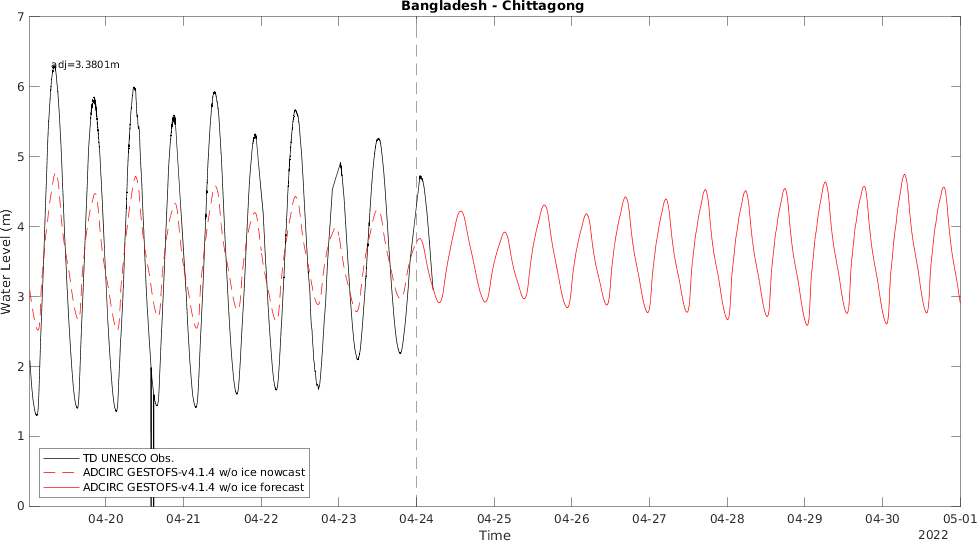 Bangladesh - Chittagong
adj=3.3801m
7
6
5
4
3
2
1
0
Water Level (m)
TD UNESCO Obs.
ADCIRC GESTOFS-v4.1.4 w/o ice nowcast
ADCIRC GESTOFS-v4.1.4 w/o ice forecast
04-20 04-21 04-22 04-23 04-24 04-25 04-26 04-27 04-28 04-29 04-30 05-01
Time
2022